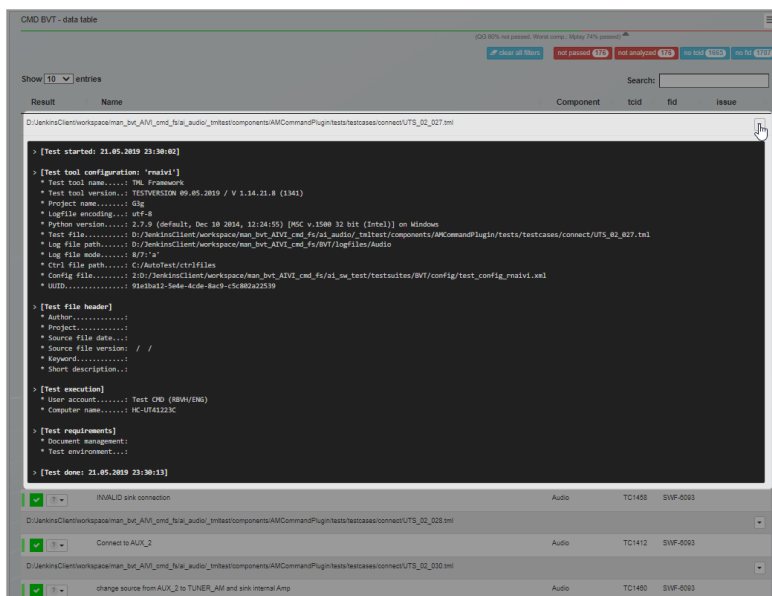 CMD BVT - data table
(QG 60% not passed, Worst comp.: Mplay 74% passed)
clear all filters not passed 176 not analyzed 176 no tcid 1665 no fid 1707
Show 10 entries
Search:
Result Name Component tcid fid issue
D:/JenkinsClient/workspace/man_bvt_AIVI_cmd_fs/ai_audio/_tmltest/components/AMCommandPlugin/tests/testcases/connect/UTS_02_027.tml
> [Test started: 21.05.2019 23:30:02]
> [Test tool configuration: 'rnaivi']
* Test tool name.....: TML Framework
* Test tool version..: TESTVERSION 09.05.2019 / V 1.14.21.8 (1341)
* Project name.......: G3g
* Logfile encoding...: utf-8
* Python version.....: 2.7.9 (default, Dec 10 2014, 12:24:55) [MSC v.1500 32 bit (Intel)] on Windows
* Test file..........: D:/JenkinsClient/workspace/man_bvt_AIVI_cmd_fs/ai_audio/_tmltest/components/AMCommandPlugin/tests/testcases/connect/UTS_02_027.tml
* Log file path......: D:/JenkinsClient/workspace/man_bvt_AIVI_cmd_fs/BVT/logfiles/Audio
* Log file mode......: 8/7:'a'
* Ctrl file path.....: C:/AutoTest/ctrlfiles
* Config file........: 2:D:/JenkinsClient/workspace/man_bvt_AIVI_cmd_fs/ai_sw_test/testsuites/BVT/config/test_config_rnaivi.xml
* UUID...............: 91e1ba12-5e4e-4cde-8ac9-c5c802a22539
> [Test file header]
* Author.............:
* Project............:
* Source file date...:
* Source file version: / /
* Keyword............:
* Short description..:
> [Test execution]
* User account.......: Test CMD (RBVH/ENG)
* Computer name......: HC-UT41223C
> [Test requirements]
* Document management:
* Test environment...:
> [Test done: 21.05.2019 23:30:13]
? INVALID sink connection Audio TC1468 SWF-6093
D:/JenkinsClient/workspace/man_bvt_AIVI_cmd_fs/ai_audio/_tmltest/components/AMCommandPlugin/tests/testcases/connect/UTS_02_028.tml
? Connect to AUX_2 Audio TC1412 SWF-6093
D:/JenkinsClient/workspace/man_bvt_AIVI_cmd_fs/ai_audio/_tmltest/components/AMCommandPlugin/tests/testcases/connect/UTS_02_030.tml
? change source from AUX_2 to TUNER_AM and sink internal Amp Audio TC1460 SWF-6093